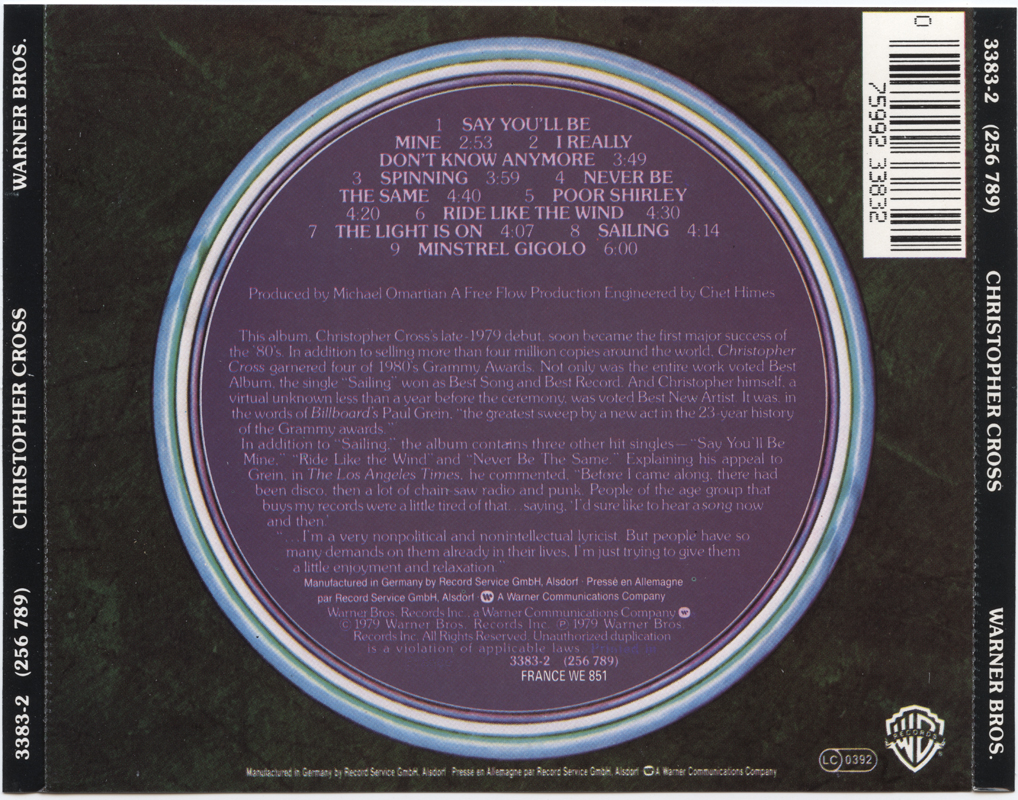 WARNER BROS.
CHRISTOPHER CROSS
3383-2 (256 789)
1 SAY YOU'LL BE
MINE 2:53 2 I REALLY
DON'T KNOW ANYMORE 3:49
3 SPINNING 3:59 4 NEVER BE
THE SAME 4:40 5 POOR SHIRLEY
4:20 6 RIDE LIKE THE WIND 4:30
7 THE LIGHT IS ON 4:07 8 SAILING 4:14
9 MINSTREL GIGOLO 6:00
Produced by Michael Omartian A Free Flow Production Engineered by Chet Himes
This album, Christopher Cross's late-1979 debut, soon became the first major success of
the '80's. In addition to selling more than four million copies around the world, Christopher
Cross garnered four of 1980's Grammy Awards. Not only was the entire work voted Best
Album, the single "Sailing" won as Best Song and Best Record. And Christopher himself, a
virtual unknown less than a year before the ceremony, was voted Best New Artist. It was, in
the words of Billboard's Paul Grein, "the greatest sweep by a new act in the 23-year history
of the Grammy awards."
In addition to "Sailing," the album contains three other hit singles—"Say You'll Be
Mine," "Ride Like the Wind" and "Never Be The Same." Explaining his appeal to
Grein, in The Los Angeles Times, he commented, "Before I came along, there had
been disco, then a lot of chain-saw radio and punk. People of the age group that
buys my records were a little tired of that...saying, 'I'd sure like to hear a song now
and then.'
"...I'm a very nonpolitical and nonintellectual lyricist. But people have so
many demands on them already in their lives, I'm just trying to give them
a little enjoyment and relaxation."
Manufactured in Germany by Record Service GmbH, Alsdorf · Pressé en Allemagne
par Record Service GmbH, Alsdorf A Warner Communications Company
Warner Bros. Records Inc., a Warner Communications Company
© 1979 Warner Bros. Records Inc. ℗ 1979 Warner Bros.
Records Inc. All Rights Reserved. Unauthorized duplication
is a violation of applicable laws.
3383-2 (256 789)
FRANCE WE 851
Manufactured in Germany by Record Service GmbH, Alsdorf · Pressé en Allemagne par Record Service GmbH, Alsdorf A Warner Communications Company
0 75992 33832
LC 0392
WB
RECORDS
3383-2 (256 789)
CHRISTOPHER CROSS
WARNER BROS.